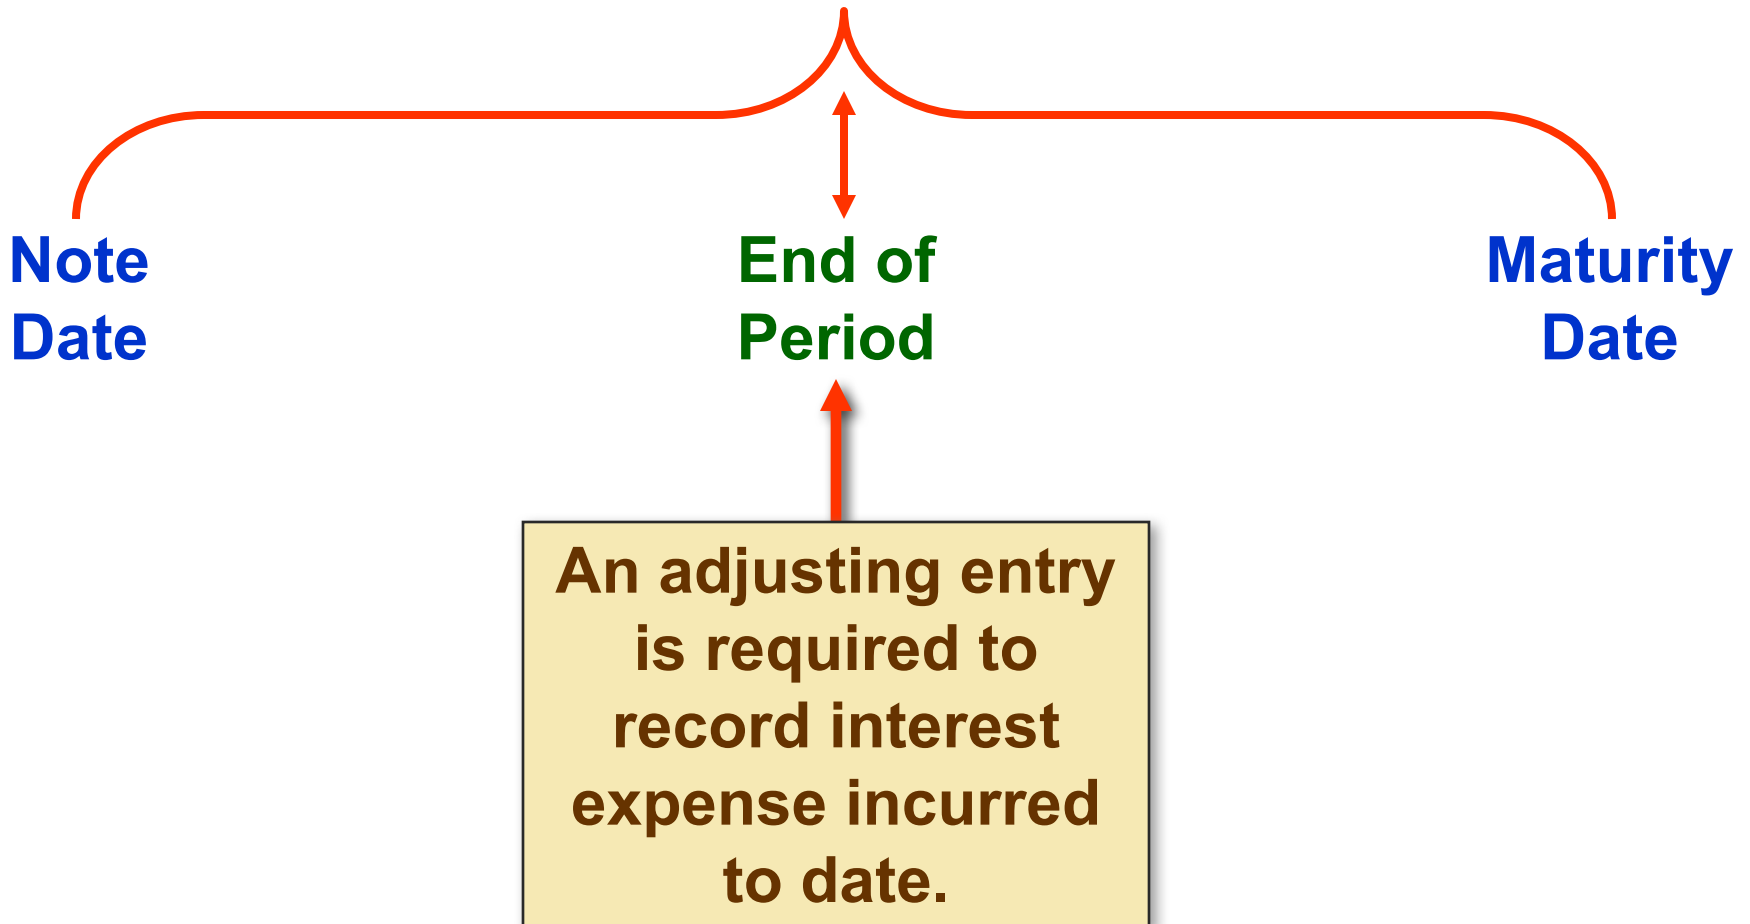 Note
Date
End of
Period
Maturity
Date
An adjusting entry
is required to
record interest
expense incurred
to date.